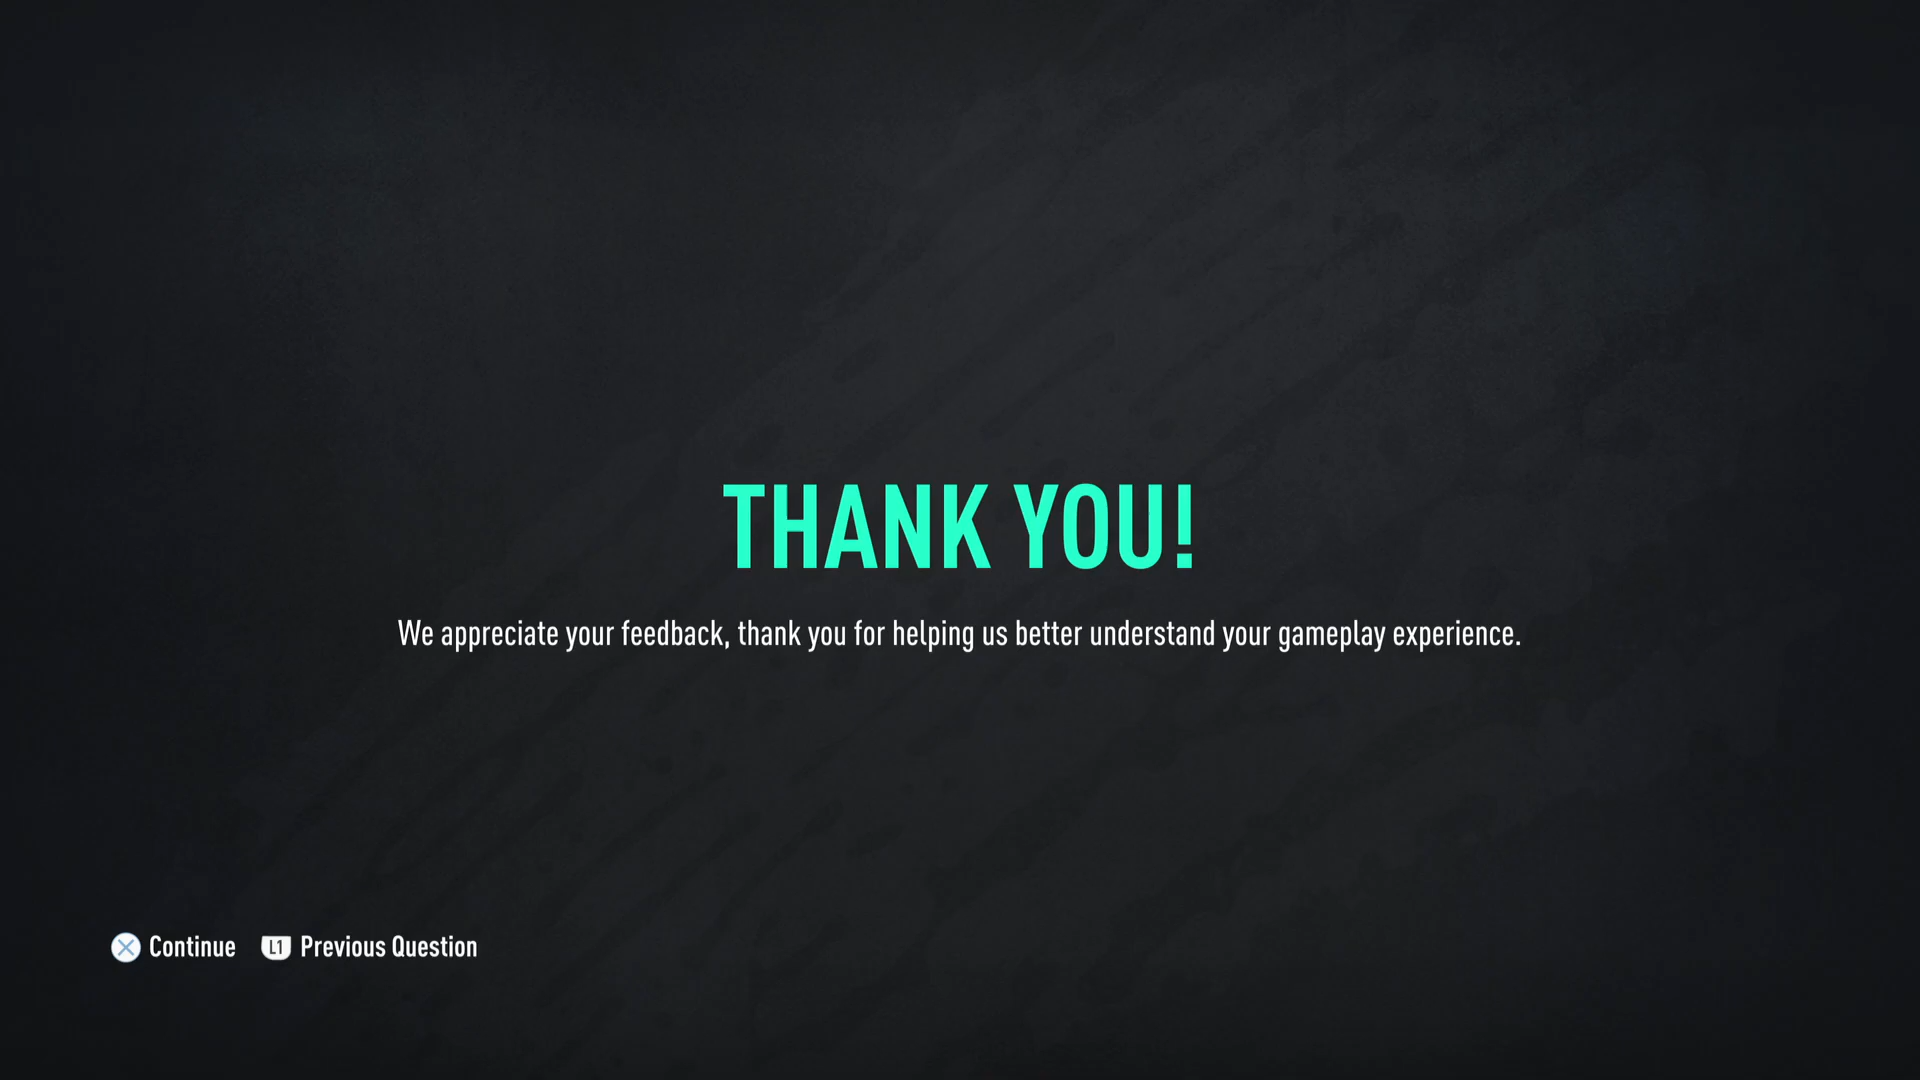 THANK YOU!
We appreciate your feedback, thank you for helping us better understand your gameplay experience.
Continue L1 Previous Question